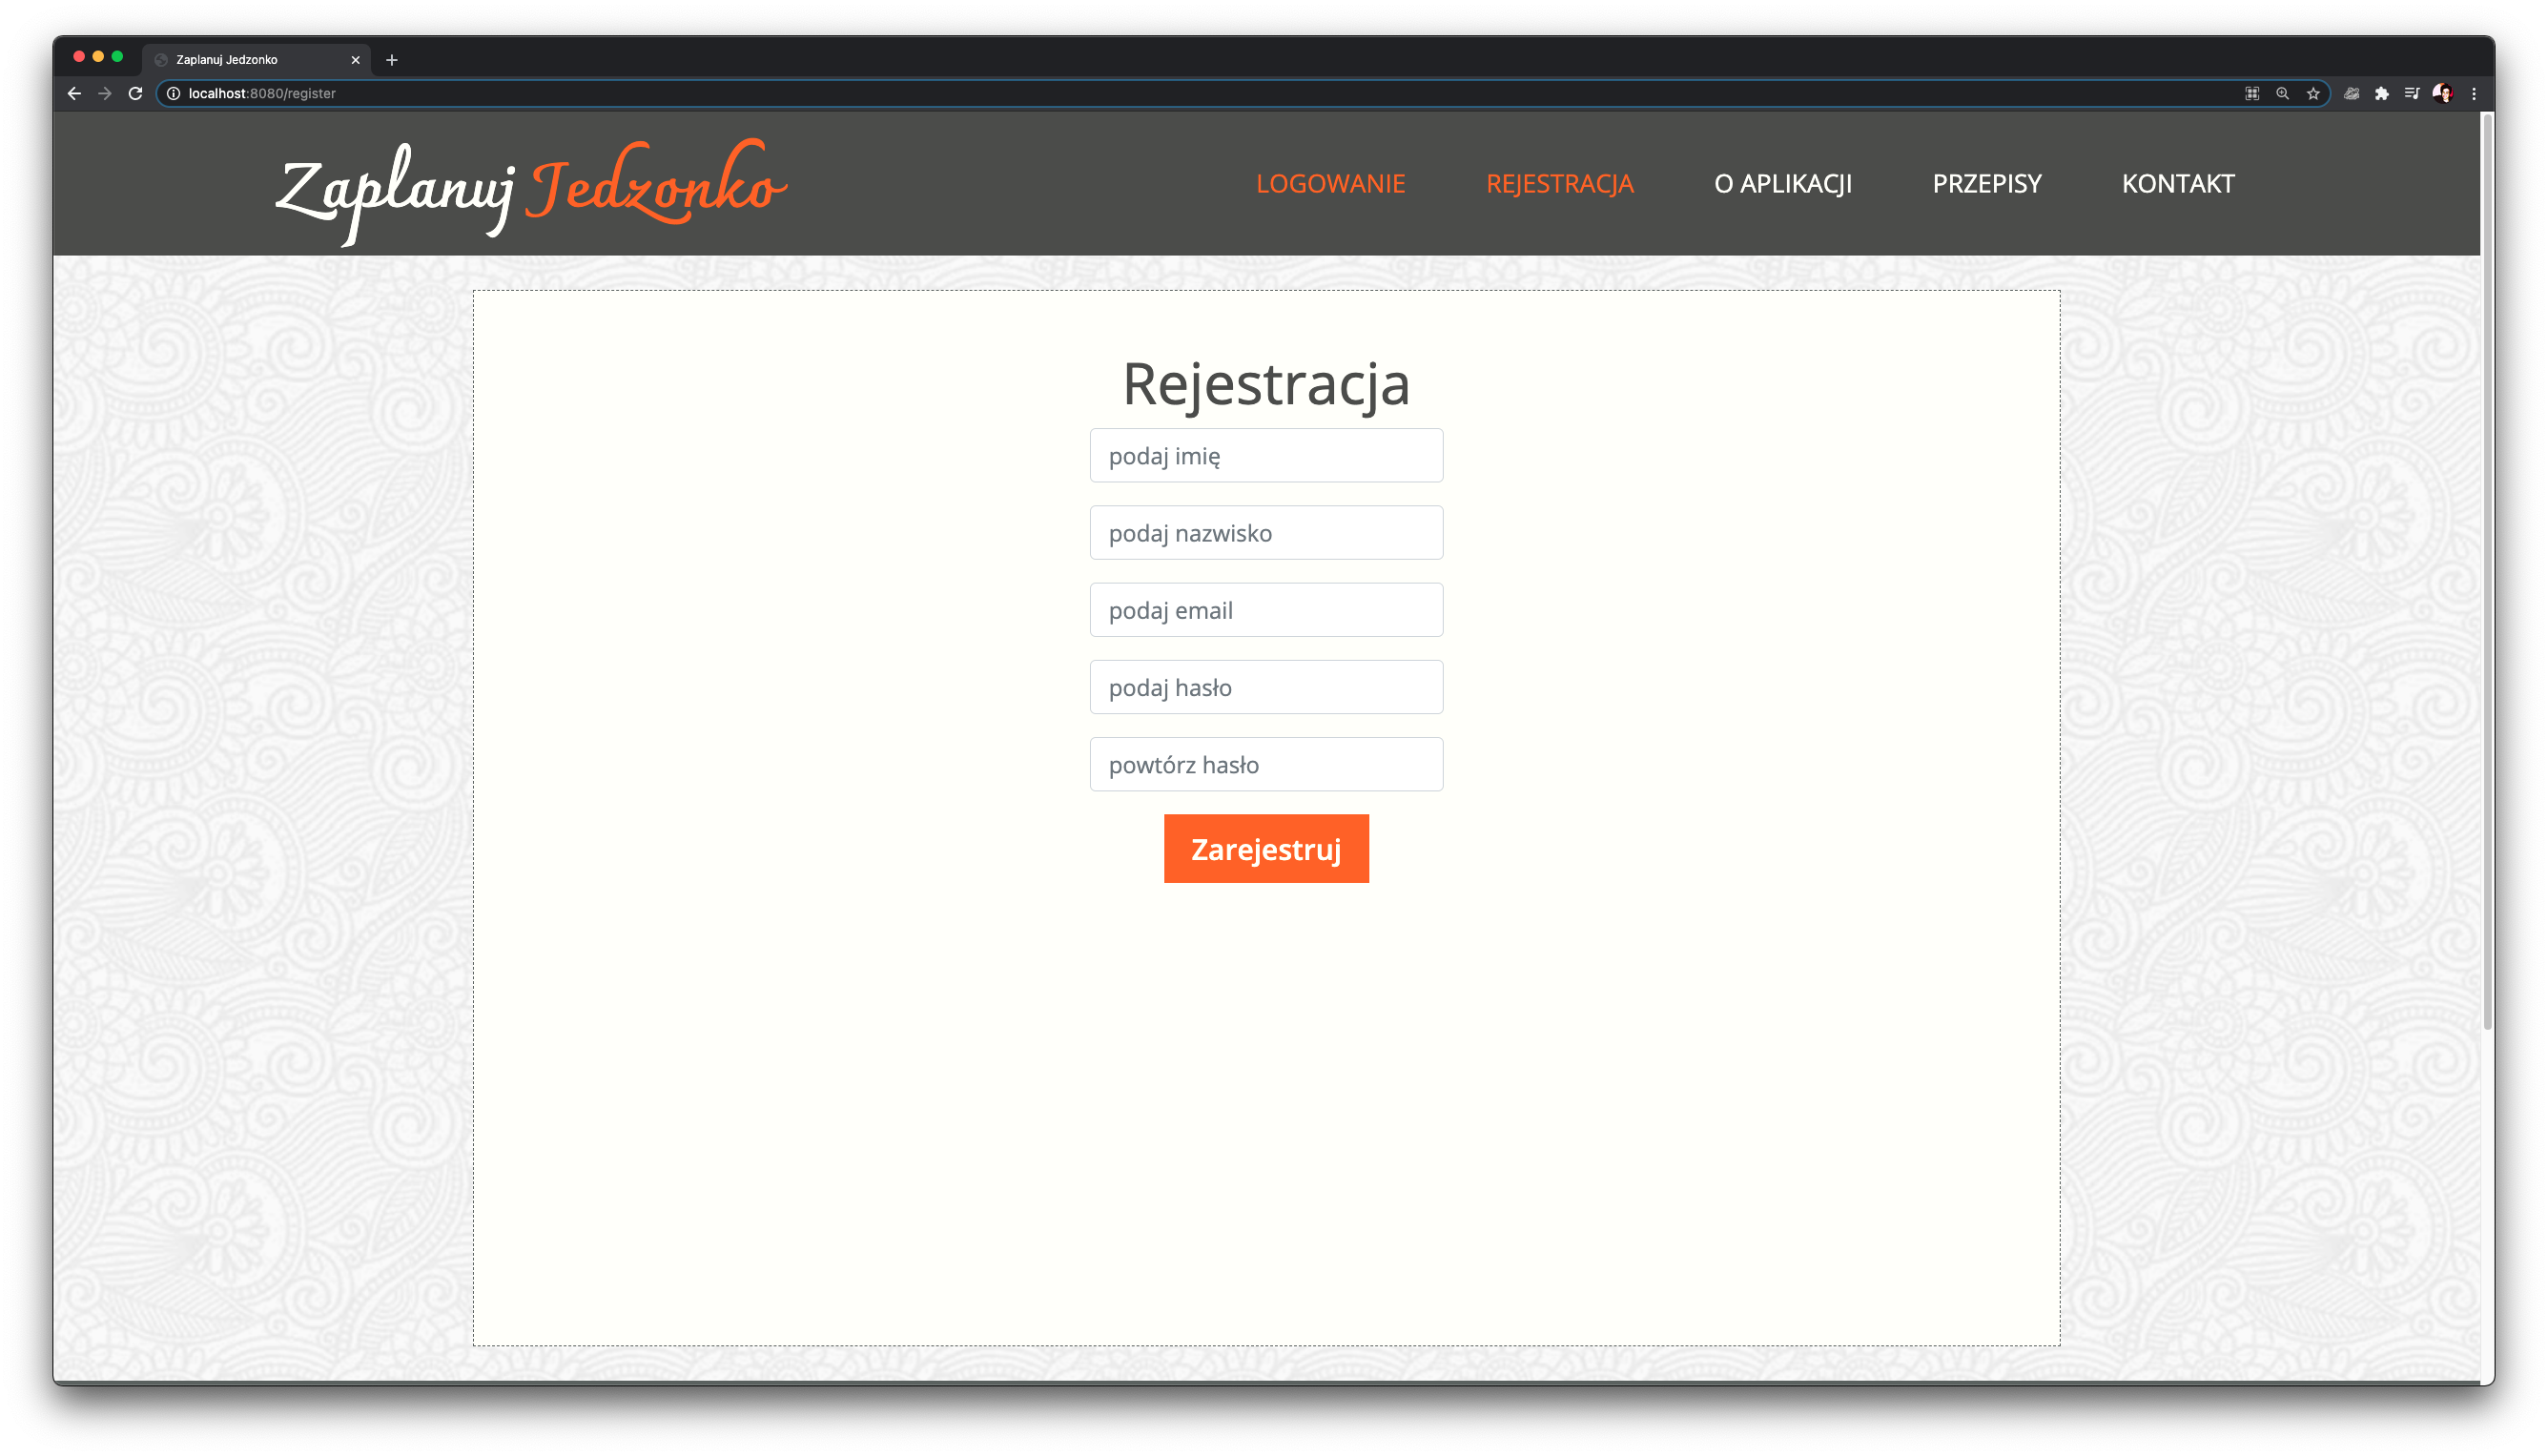 Zaplanuj Jedzonko
localhost:8080/register
Zaplanuj Jedzonko
LOGOWANIE REJESTRACJA O APLIKACJI PRZEPISY KONTAKT
Rejestracja
podaj imię
podaj nazwisko
podaj email
podaj hasło
powtórz hasło
Zarejestruj